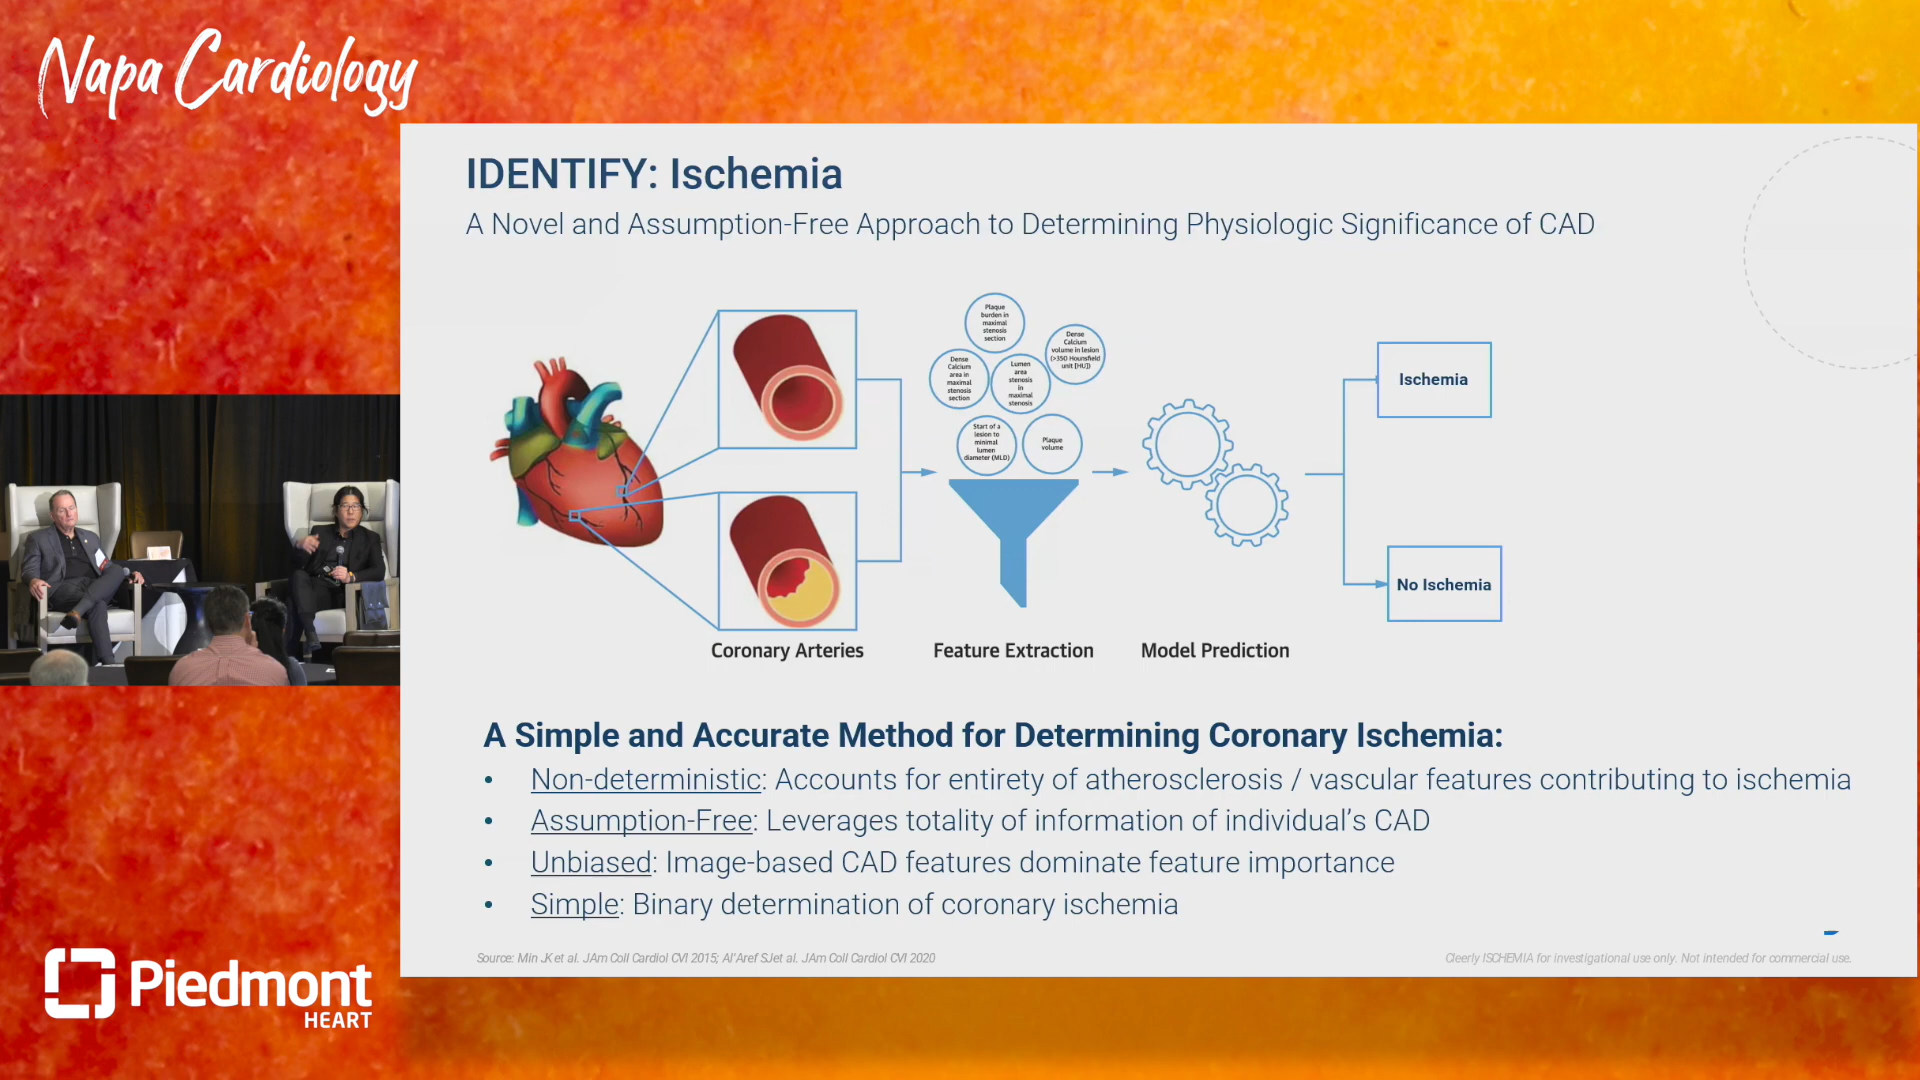 Napa Cardiology
IDENTIFY: Ischemia
A Novel and Assumption-Free Approach to Determining Physiologic Significance of CAD
Plaque
burden in
maximal
stenosis
section
Dense
Calcium
volume in lesion
(>350 Hounsfield
unit [HU])
Dense
Calcium
area in
maximal
stenosis
section
Lumen
area
stenosis
in
maximal
stenosis
Start of a
lesion to
minimal
lumen
diameter (MLD)
Plaque
volume
Ischemia
No Ischemia
Coronary Arteries
Feature Extraction
Model Prediction
A Simple and Accurate Method for Determining Coronary Ischemia:
• Non-deterministic: Accounts for entirety of atherosclerosis / vascular features contributing to ischemia
• Assumption-Free: Leverages totality of information of individual's CAD
• Unbiased: Image-based CAD features dominate feature importance
• Simple: Binary determination of coronary ischemia
Source: Min JK et al. JAm Coll Cardiol CVI 2015; Al'Aref SJet al. JAm Coll Cardiol CVI 2020
Cleerly ISCHEMIA for investigational use only. Not intended for commercial use.
Piedmont
HEART